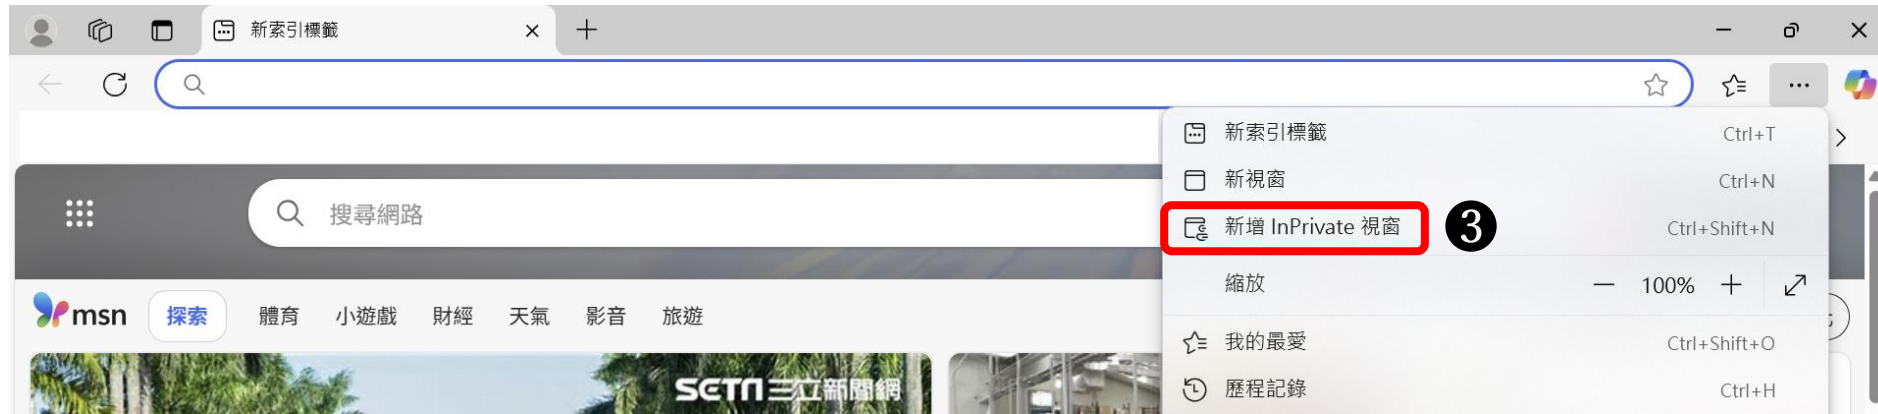 新索引標籤
新索引標籤 Ctrl+T
新視窗 Ctrl+N
搜尋網路
新增 InPrivate 視窗 3 Ctrl+Shift+N
縮放 100%
msn 探索 體育 小遊戲 財經 天氣 影音 旅遊
我的最愛 Ctrl+Shift+O
歷程記錄 Ctrl+H
SETN三立新聞網